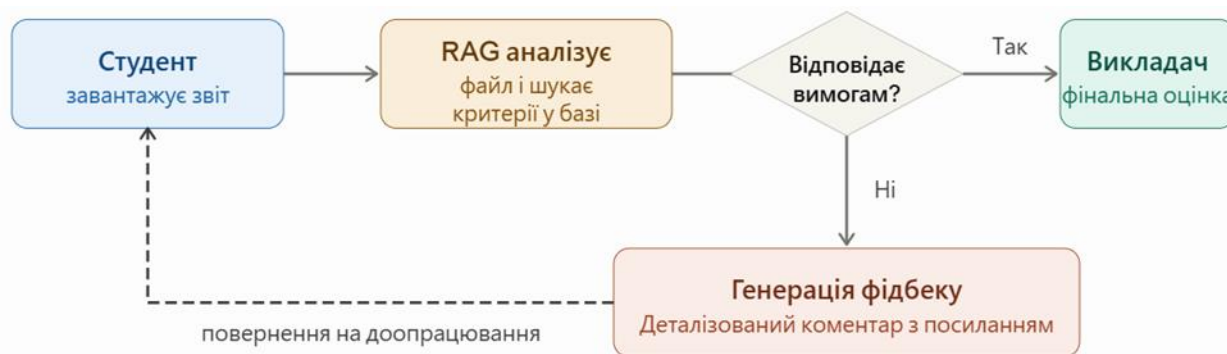 Студент
завантажує звіт
RAG аналізує
файл і шукає
критерії у базі
Відповідає
вимогам?
Так
Викладач
фінальна оцінка
Ні
Генерація фідбеку
Деталізований коментар з посиланням
повернення на доопрацювання